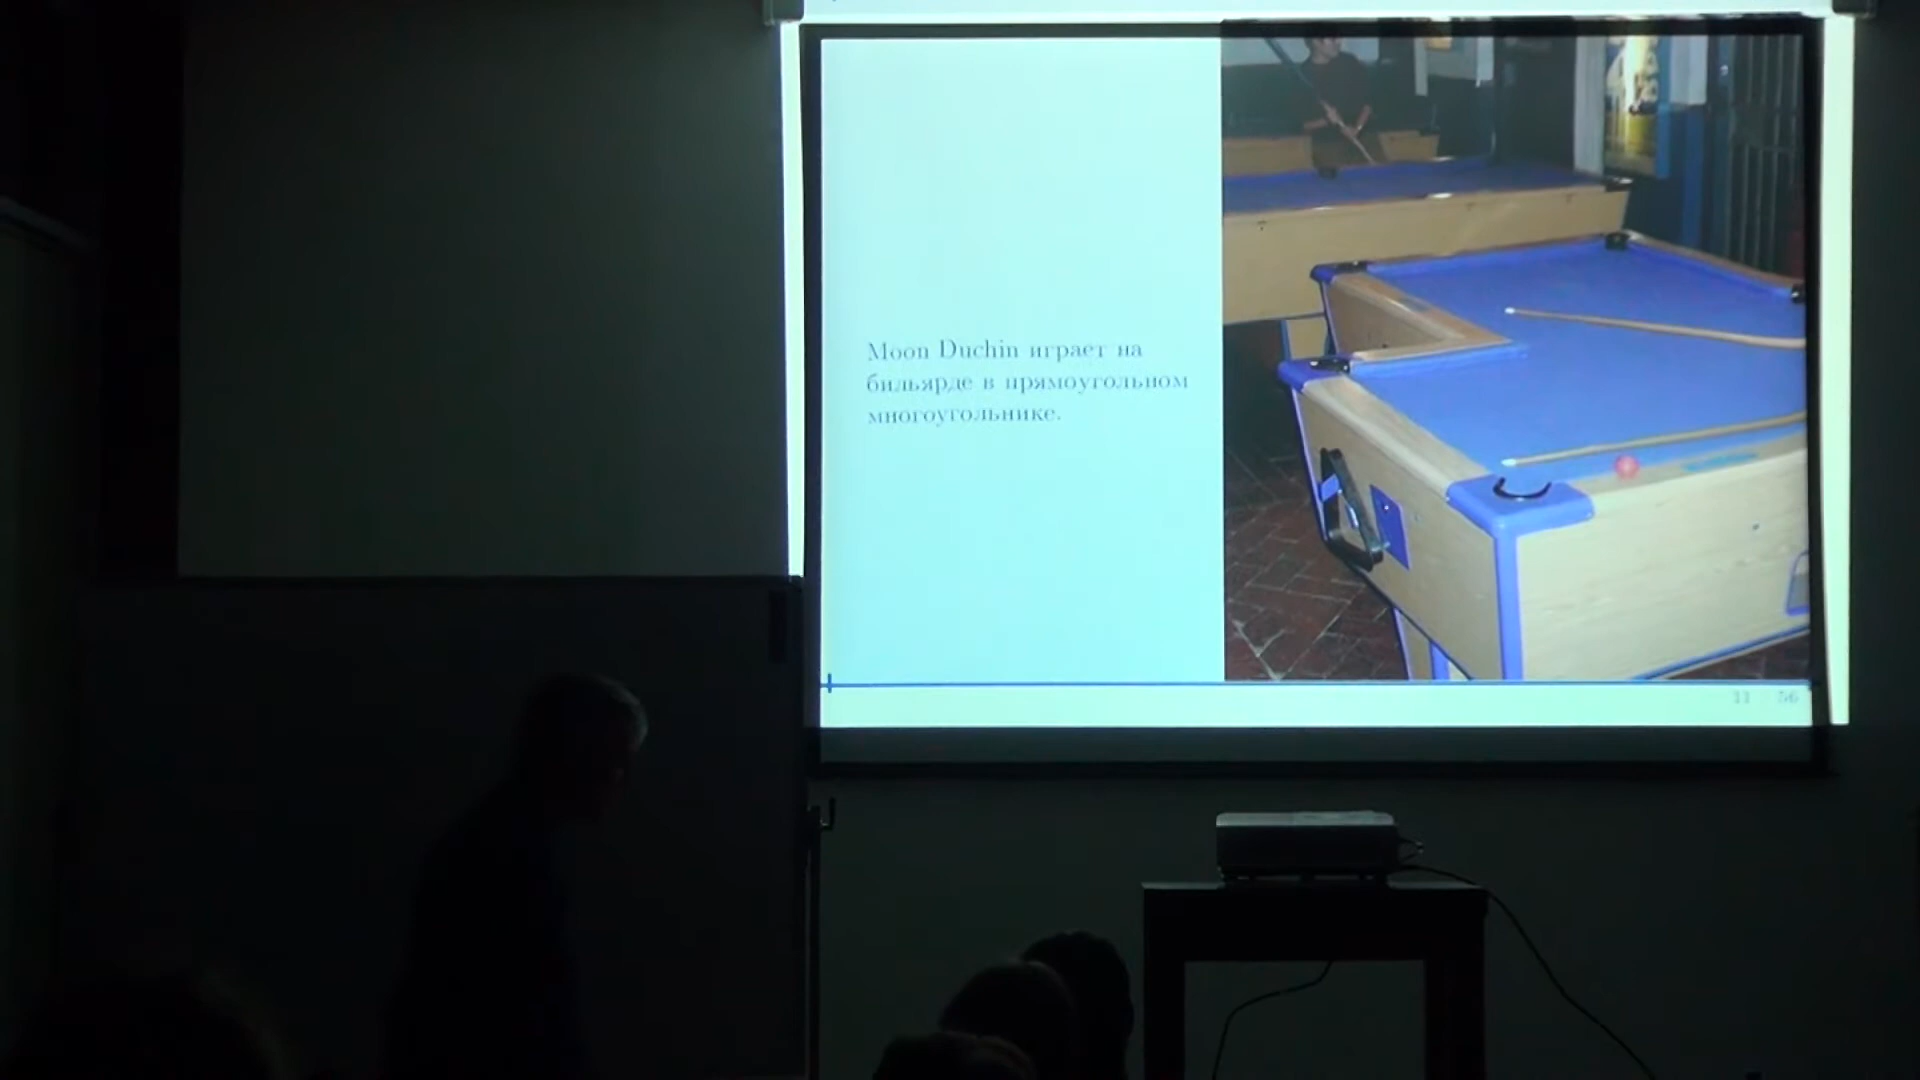 Moon Duchin играет на
бильярде в прямоугольном
многоугольнике.